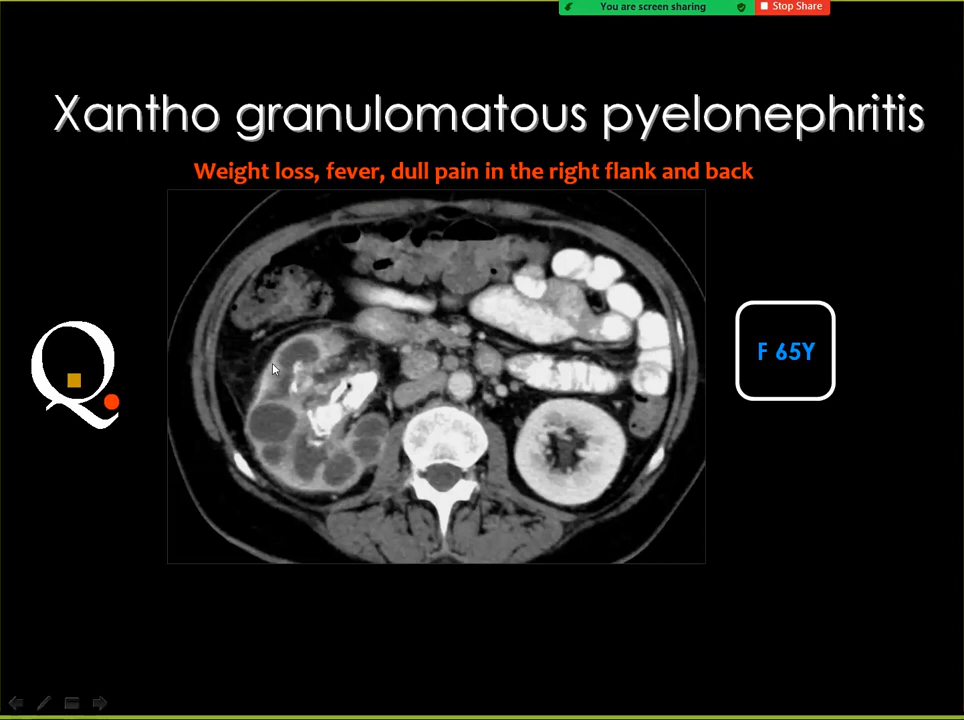 You are screen sharing
Stop Share
Xantho granulomatous pyelonephritis
Weight loss, fever, dull pain in the right flank and back
Q
F 65Y